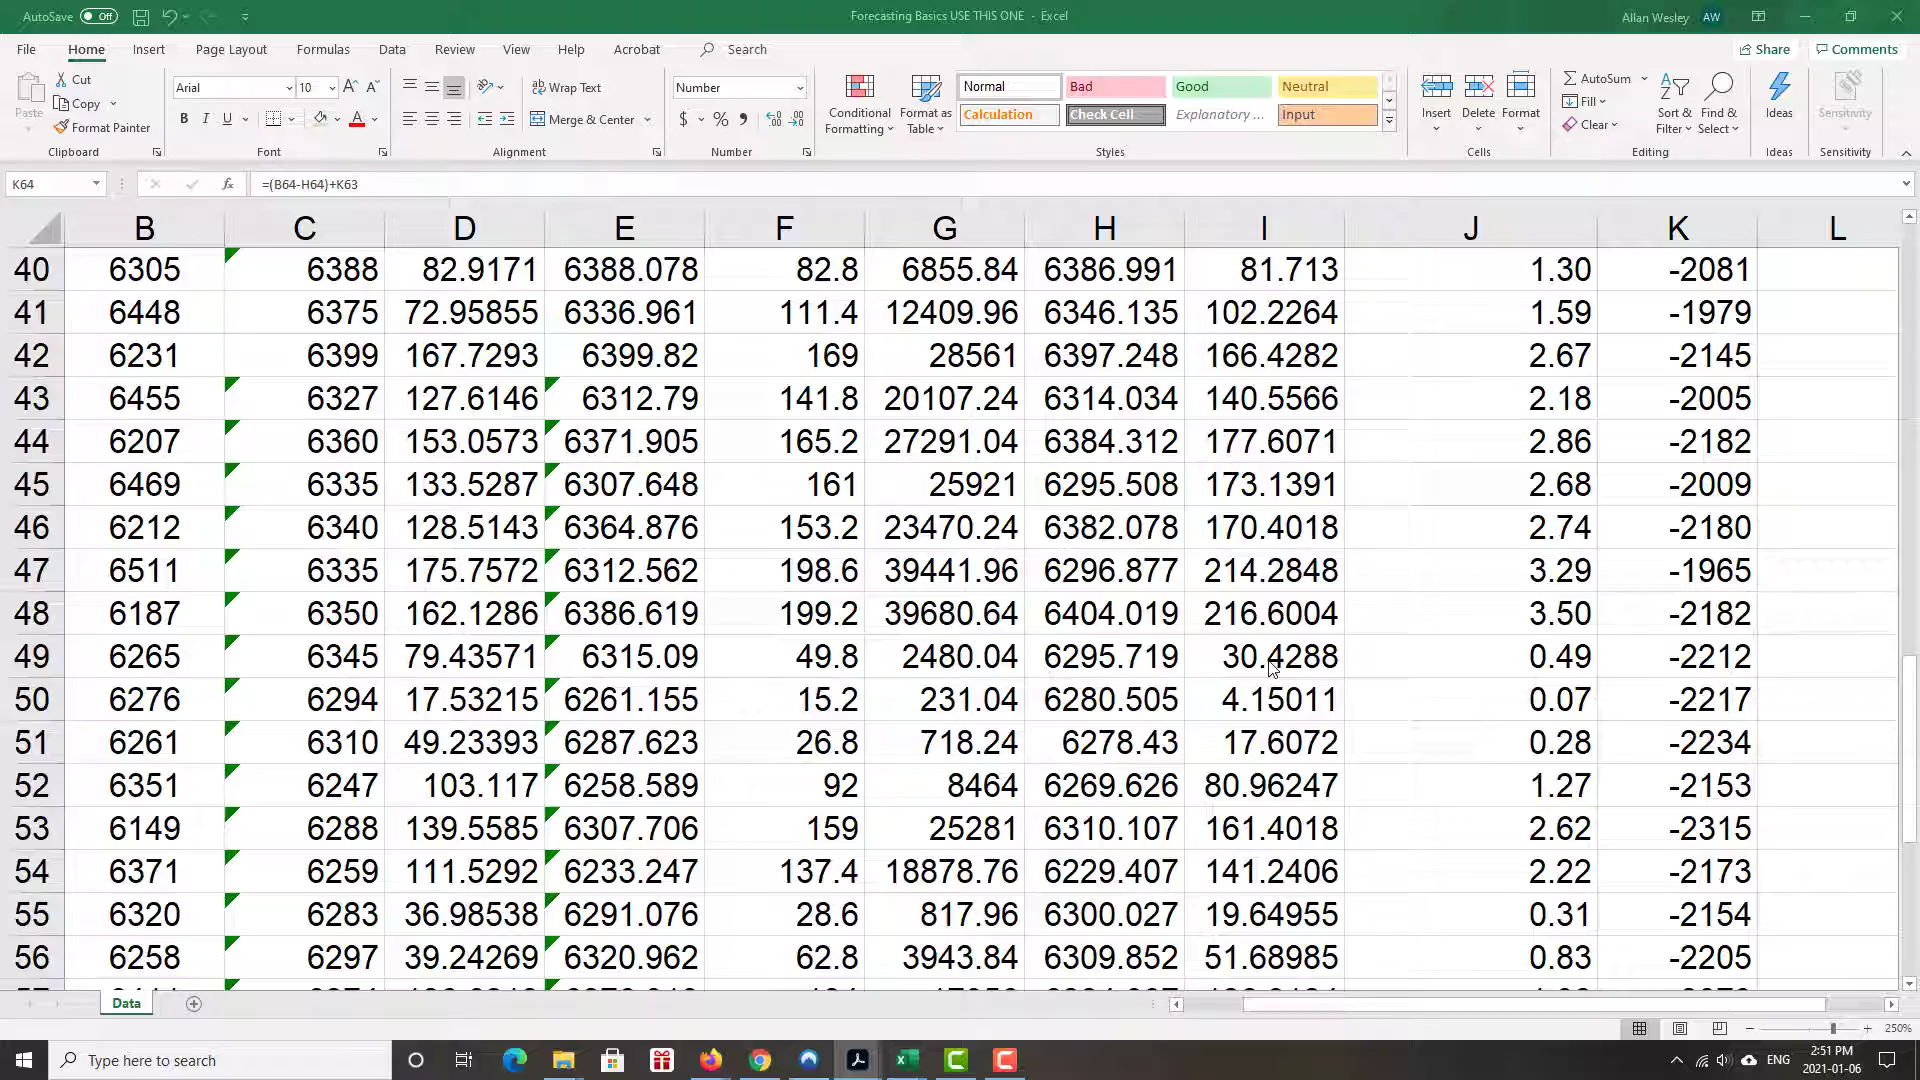 AutoSave Off
Forecasting Basics USE THIS ONE - Excel
Allan Wesley AW
File Home Insert Page Layout Formulas Data Review View Help Acrobat Search
Share Comments
Paste
Cut
Copy
Format Painter
Clipboard
Arial 10
B I U
A A
Font
Wrap Text
Merge & Center
Alignment
Number
$ % 9
Number
Conditional Formatting
Format as Table
Normal Bad Good Neutral
Calculation Check Cell Explanatory ... Input
Styles
Insert Delete Format
Cells
AutoSum
Fill
Clear
Sort & Filter
Find & Select
Editing
Ideas
Ideas
Sensitivity
Sensitivity
K64 fx =(B64-H64)+K63
B C D E F G H I J K L
40 6305 6388 82.9171 6388.078 82.8 6855.84 6386.991 81.713 1.30 -2081
41 6448 6375 72.95855 6336.961 111.4 12409.96 6346.135 102.2264 1.59 -1979
42 6231 6399 167.7293 6399.82 169 28561 6397.248 166.4282 2.67 -2145
43 6455 6327 127.6146 6312.79 141.8 20107.24 6314.034 140.5566 2.18 -2005
44 6207 6360 153.0573 6371.905 165.2 27291.04 6384.312 177.6071 2.86 -2182
45 6469 6335 133.5287 6307.648 161 25921 6295.508 173.1391 2.68 -2009
46 6212 6340 128.5143 6364.876 153.2 23470.24 6382.078 170.4018 2.74 -2180
47 6511 6335 175.7572 6312.562 198.6 39441.96 6296.877 214.2848 3.29 -1965
48 6187 6350 162.1286 6386.619 199.2 39680.64 6404.019 216.6004 3.50 -2182
49 6265 6345 79.43571 6315.09 49.8 2480.04 6295.719 30.4288 0.49 -2212
50 6276 6294 17.53215 6261.155 15.2 231.04 6280.505 4.15011 0.07 -2217
51 6261 6310 49.23393 6287.623 26.8 718.24 6278.43 17.6072 0.28 -2234
52 6351 6247 103.117 6258.589 92 8464 6269.626 80.96247 1.27 -2153
53 6149 6288 139.5585 6307.706 159 25281 6310.107 161.4018 2.62 -2315
54 6371 6259 111.5292 6233.247 137.4 18878.76 6229.407 141.2406 2.22 -2173
55 6320 6283 36.98538 6291.076 28.6 817.96 6300.027 19.64955 0.31 -2154
56 6258 6297 39.24269 6320.962 62.8 3943.84 6309.852 51.68985 0.83 -2205
Data
250%
Type here to search
ENG
2:51 PM
2021-01-06